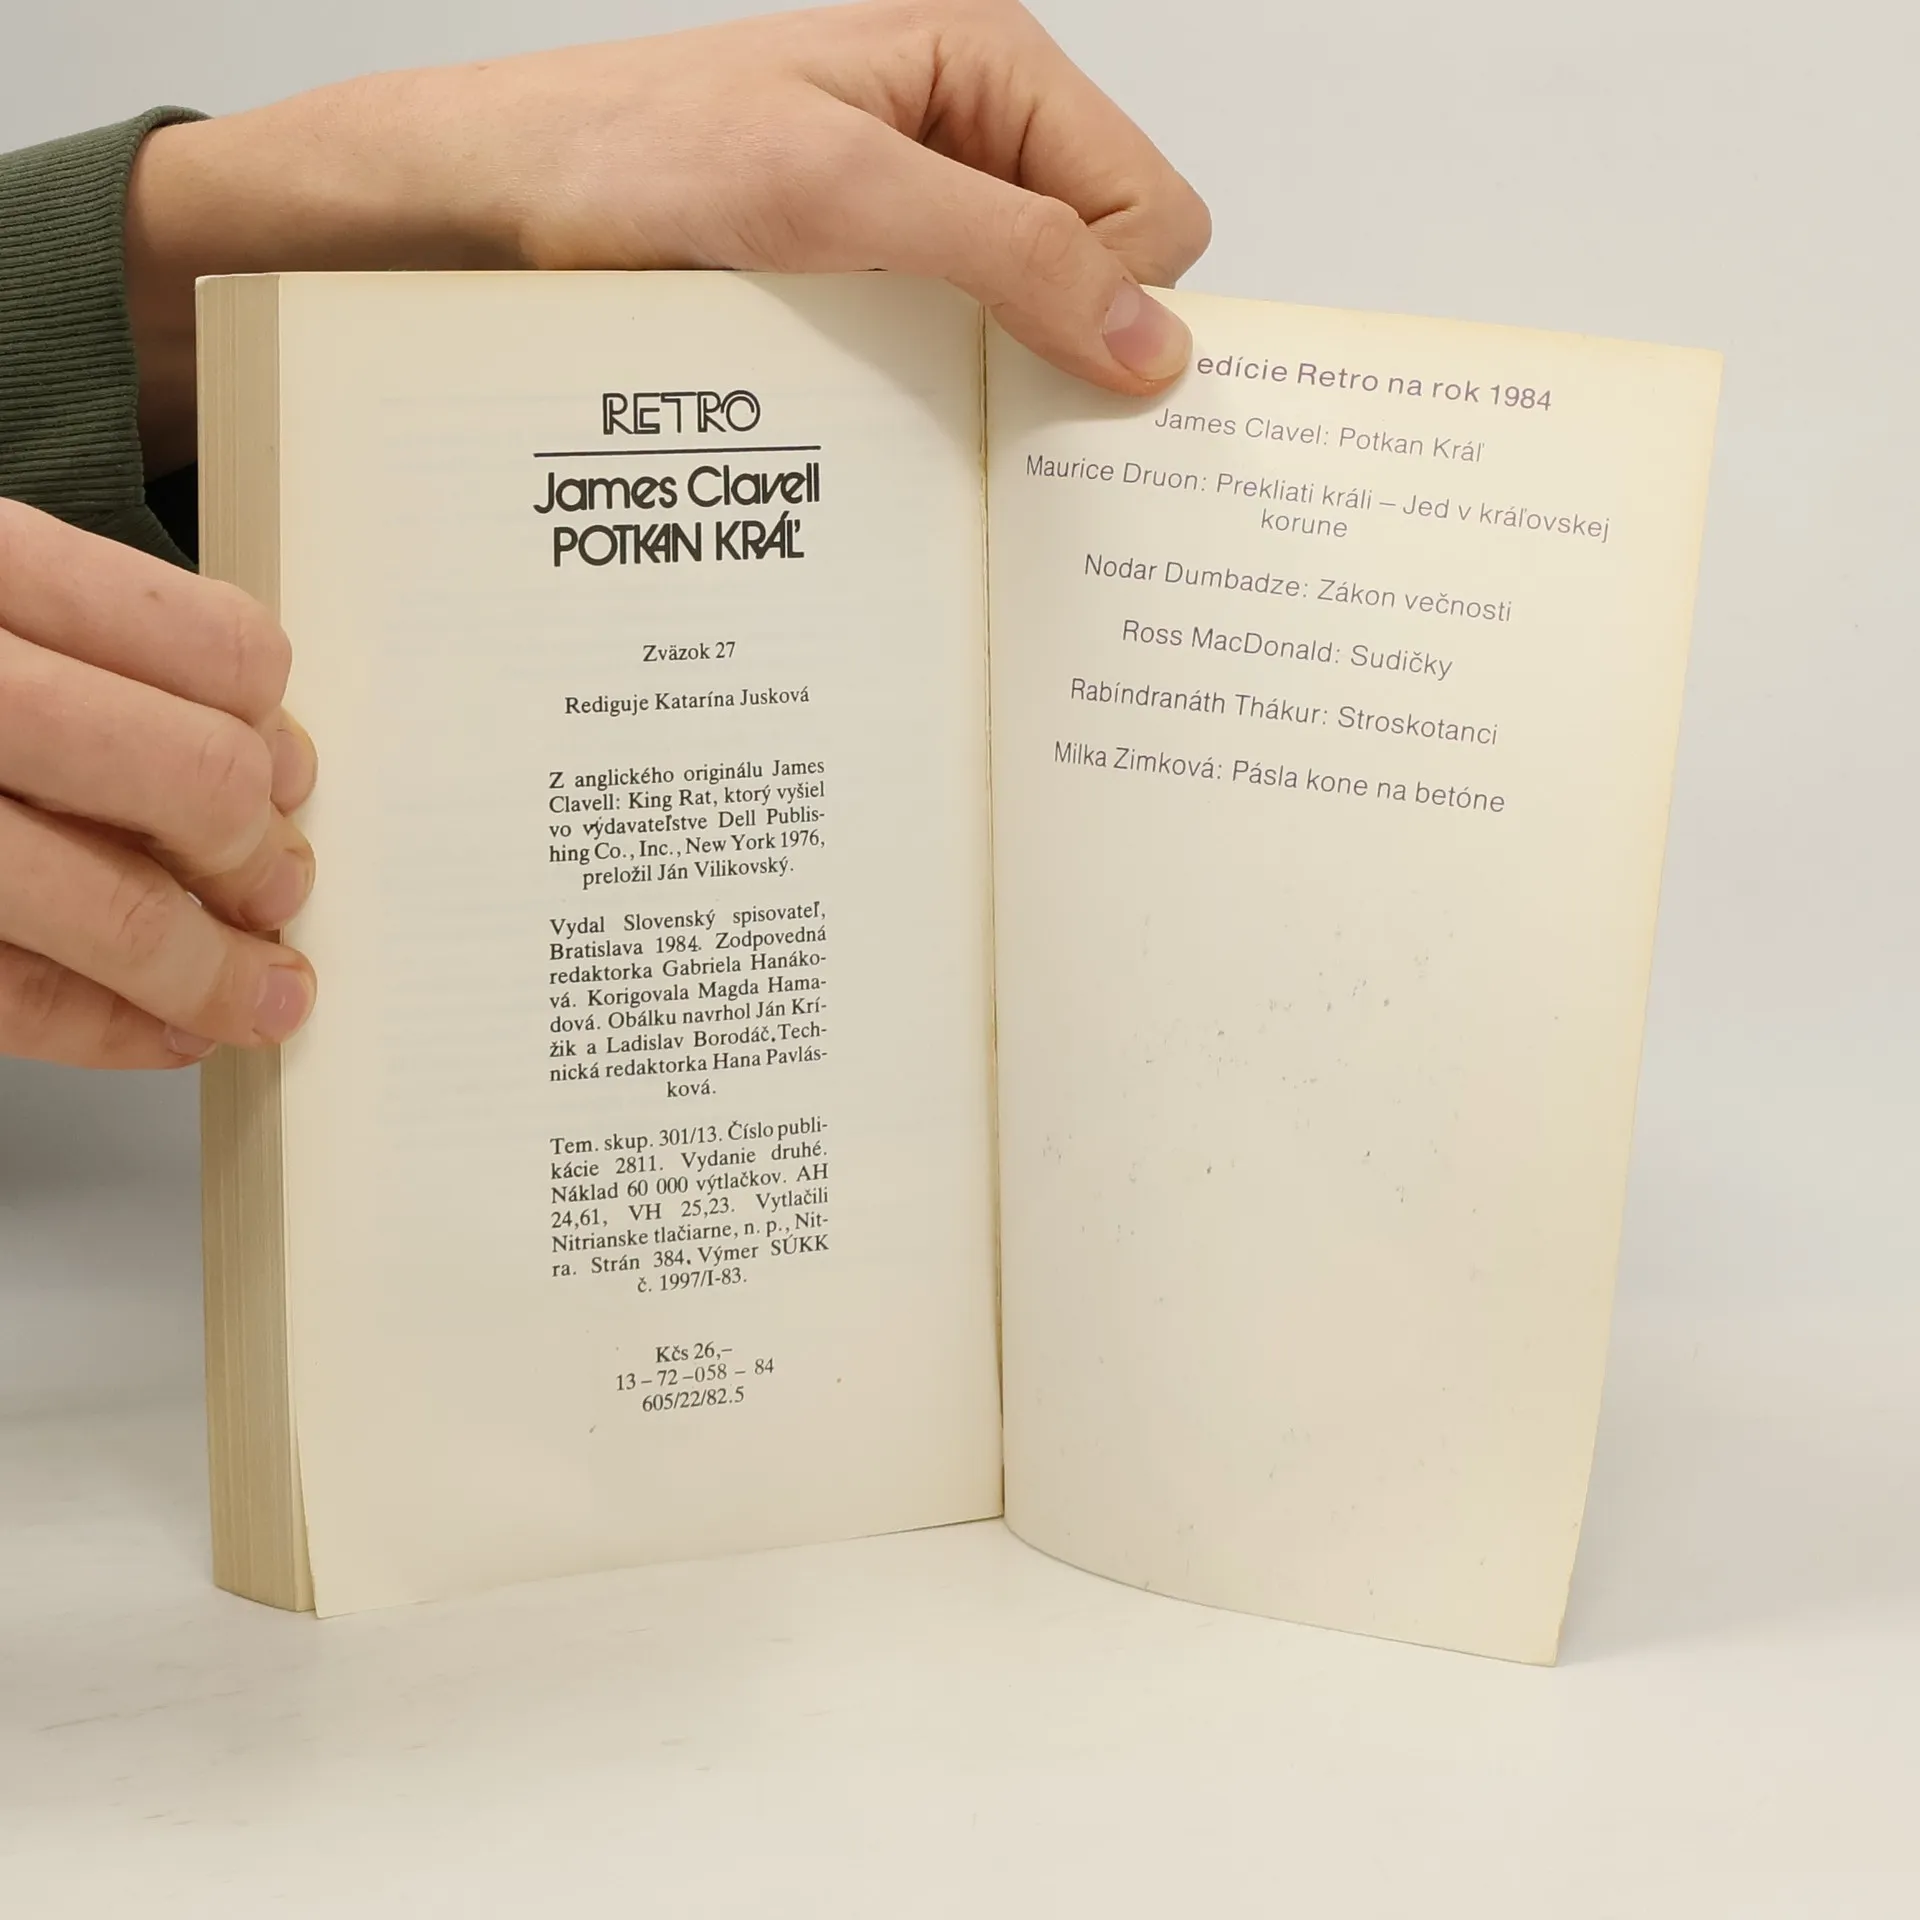 RETRO
James Clavell
POTKAN KRÁĽ
Zväzok 27
Rediguje Katarína Jusková
Z anglického originálu James
Clavell: King Rat, ktorý vyšiel
vo výdavateľstve Dell Publis-
hing Co., Inc., New York 1976,
preložil Ján Vilikovský.
Vydal Slovenský spisovateľ,
Bratislava 1984. Zodpovedná
redaktorka Gabriela Hanáko-
vá. Korigovala Magda Hama-
dová. Obálku navrhol Ján Krí-
žik a Ladislav Borodáč. Tech-
nická redaktorka Hana Pavlás-
ková.
Tem. skup. 301/13. Číslo publi-
kácie 2811. Vydanie druhé.
Náklad 60 000 výtlačkov. AH
24,61, VH 25,23. Vytlačili
Nitrianske tlačiarne, n. p., Nit-
ra. Strán 384. Výmer SÚKK
č. 1997/I-83.
Kčs 26,–
13 – 72 –058 – 84
605/22/82.5
edície Retro na rok 1984
James Clavel: Potkan Kráľ
Maurice Druon: Prekliati králi – Jed v kráľovskej
korune
Nodar Dumbadze: Zákon večnosti
Ross MacDonald: Sudičky
Rabíndranáth Thákur: Stroskotanci
Milka Zimková: Pásla kone na betóne